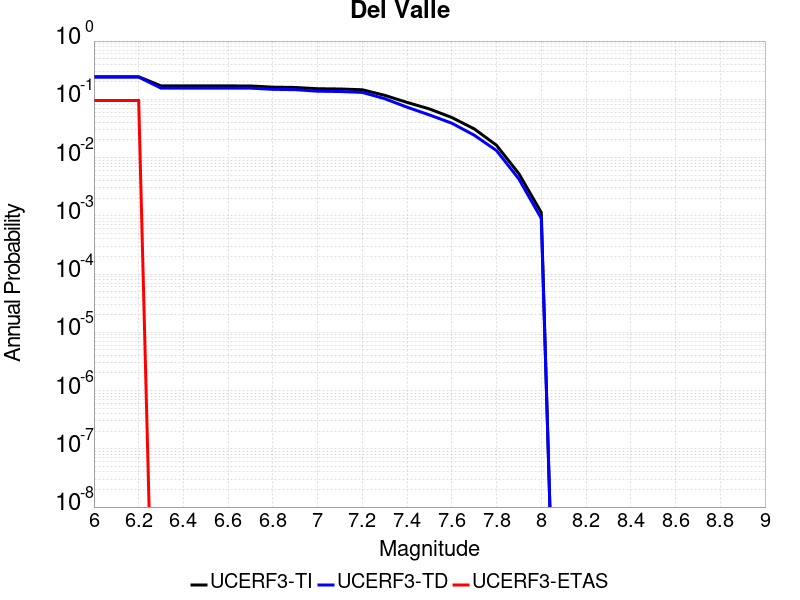 Del Valle
Annual Probability
10^0
10^-1
10^-2
10^-3
10^-4
10^-5
10^-6
10^-7
10^-8
6 6.2 6.4 6.6 6.8 7 7.2 7.4 7.6 7.8 8 8.2 8.4 8.6 8.8 9
Magnitude
UCERF3-TI UCERF3-TD UCERF3-ETAS